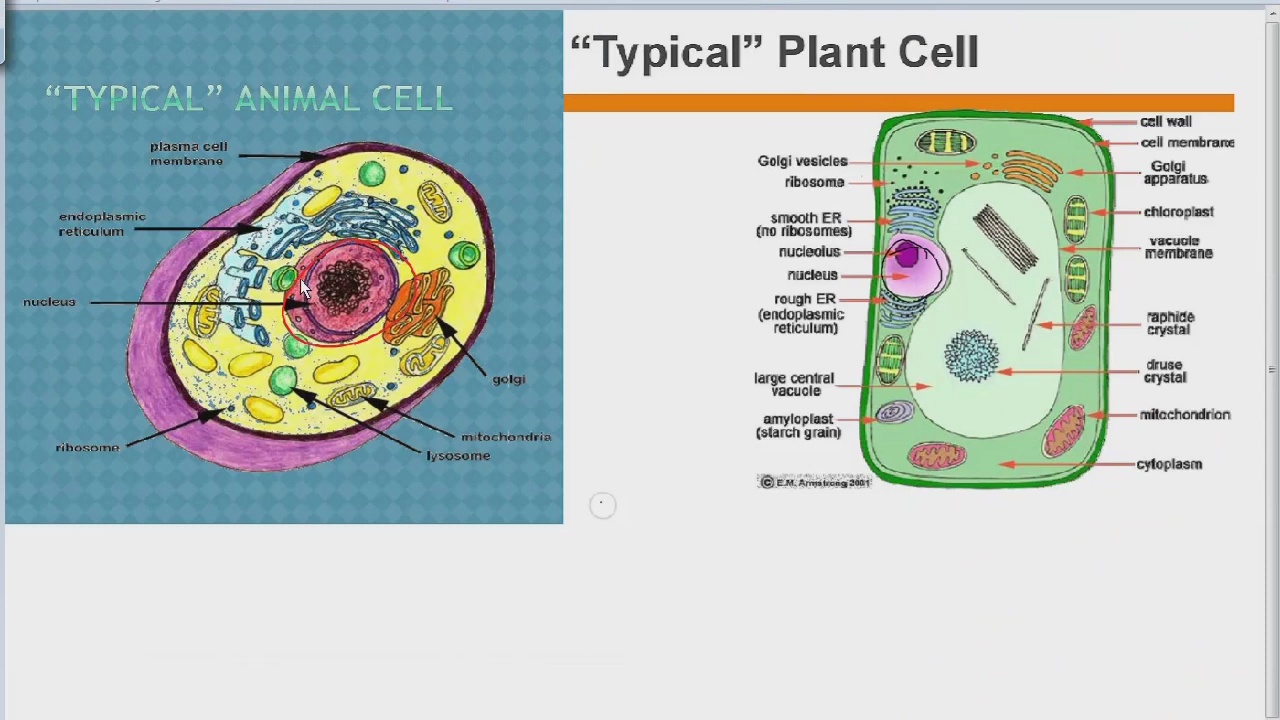 “TYPICAL” ANIMAL CELL
plasma cell
membrane
endoplasmic
reticulum
nucleus
golgi
mitochondria
lysosome
ribosome
“Typical” Plant Cell
cell wall
cell membrane
Golgi vesicles
Golgi
apparatus
ribosome
chloroplast
smooth ER
(no ribosomes)
vacuole
membrane
nucleolus
nucleus
rough ER
(endoplasmic
reticulum)
raphide
crystal
druse
crystal
large central
vacuole
amyloplast
(starch grain)
mitochondrion
cytoplasm
© E.M. Armstrong 2001